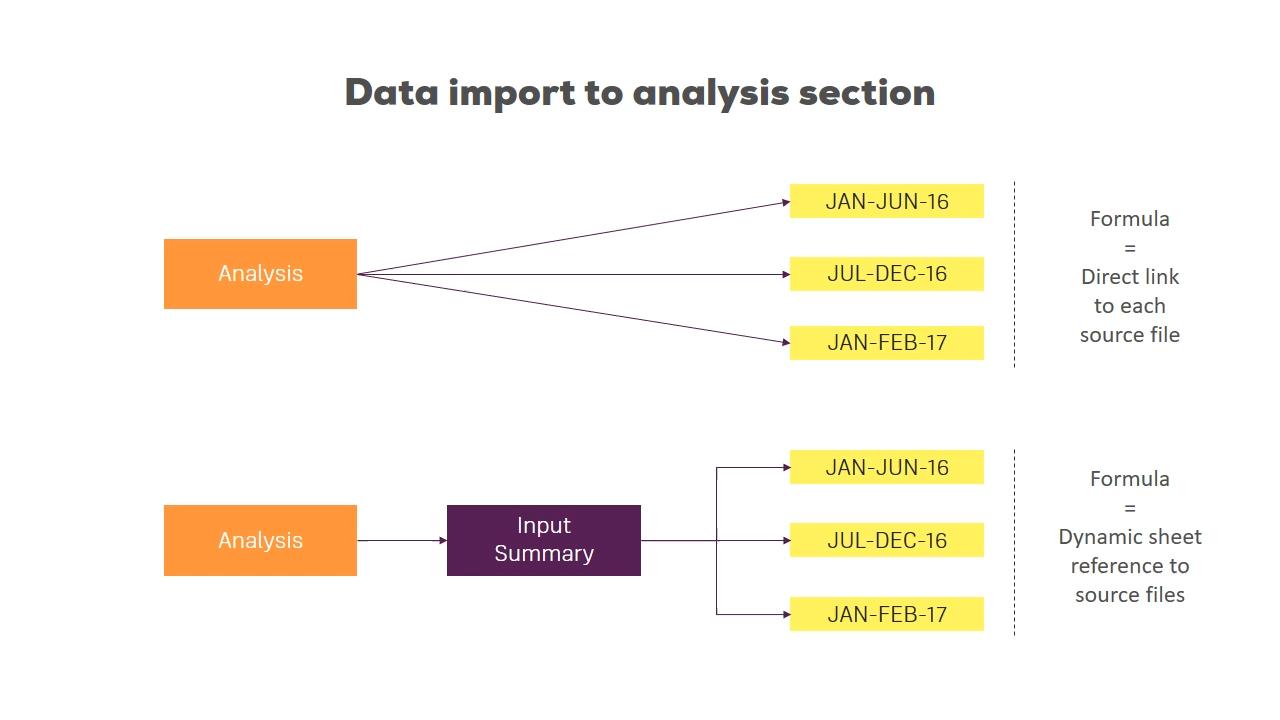 Data import to analysis section
Analysis
JAN-JUN-16
JUL-DEC-16
JAN-FEB-17
Formula
=
Direct link
to each
source file
Analysis
Input
Summary
JAN-JUN-16
JUL-DEC-16
JAN-FEB-17
Formula
=
Dynamic sheet
reference to
source files